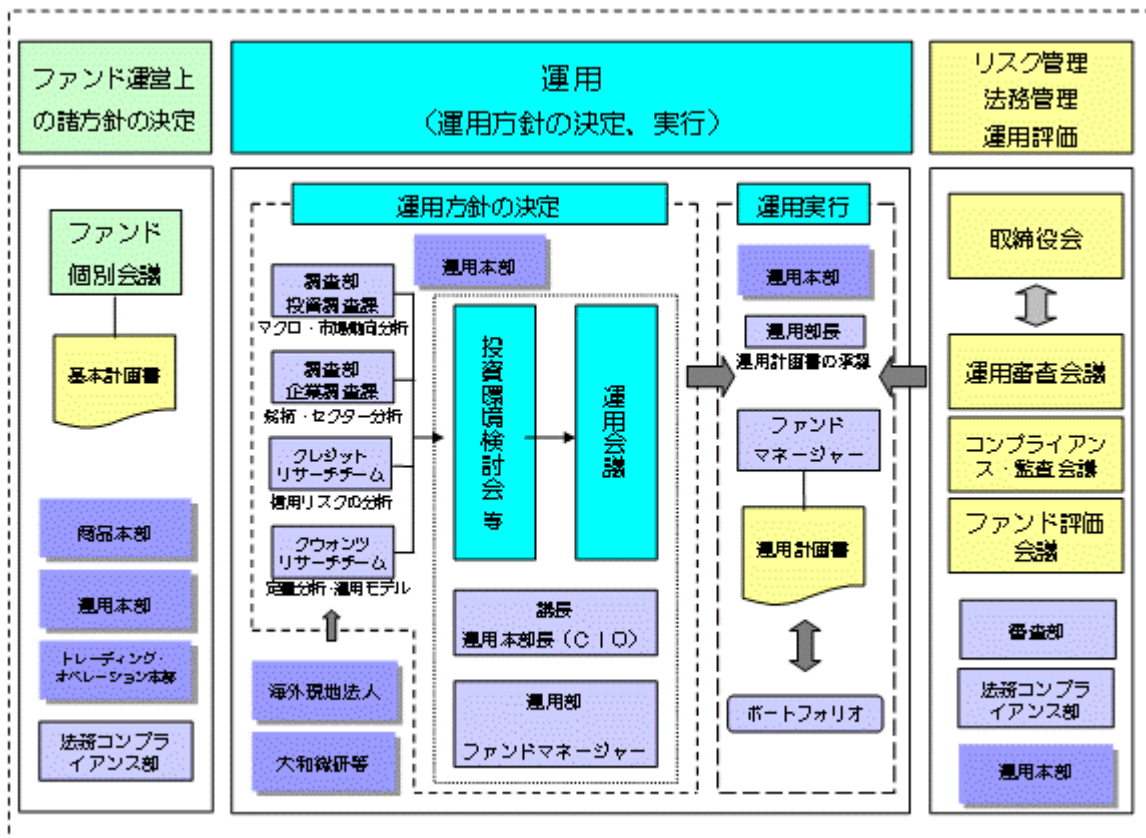 ファンド運営上
の諸方針の決定
運用
（運用方針の決定、実行）
リスク管理
法務管理
運用評価
ファンド
個別会議
基本計画書
商品本部
運用本部
トレーディング・
オペレーション本部
法務コンプラ
イアンス部
運用方針の決定
運用本部
調査部
投資調査課
マクロ・市場動向分析
調査部
企業調査課
銘柄・セクター分析
クレジット
リサーチチーム
信用リスクの分析
クウォンツ
リサーチチーム
定量分析・運用モデル
海外現地法人
大和総研等
投資環境検討会 等
運用会議
議長
運用本部長（ＣＩＯ）
運用部
ファンドマネージャー
運用実行
運用本部
運用部長
運用計画書の承認
ファンド
マネージャー
運用計画書
ポートフォリオ
取締役会
運用審査会議
コンプライアン
ス・監査会議
ファンド評価
会議
審査部
法務コンプラ
イアンス部
運用本部